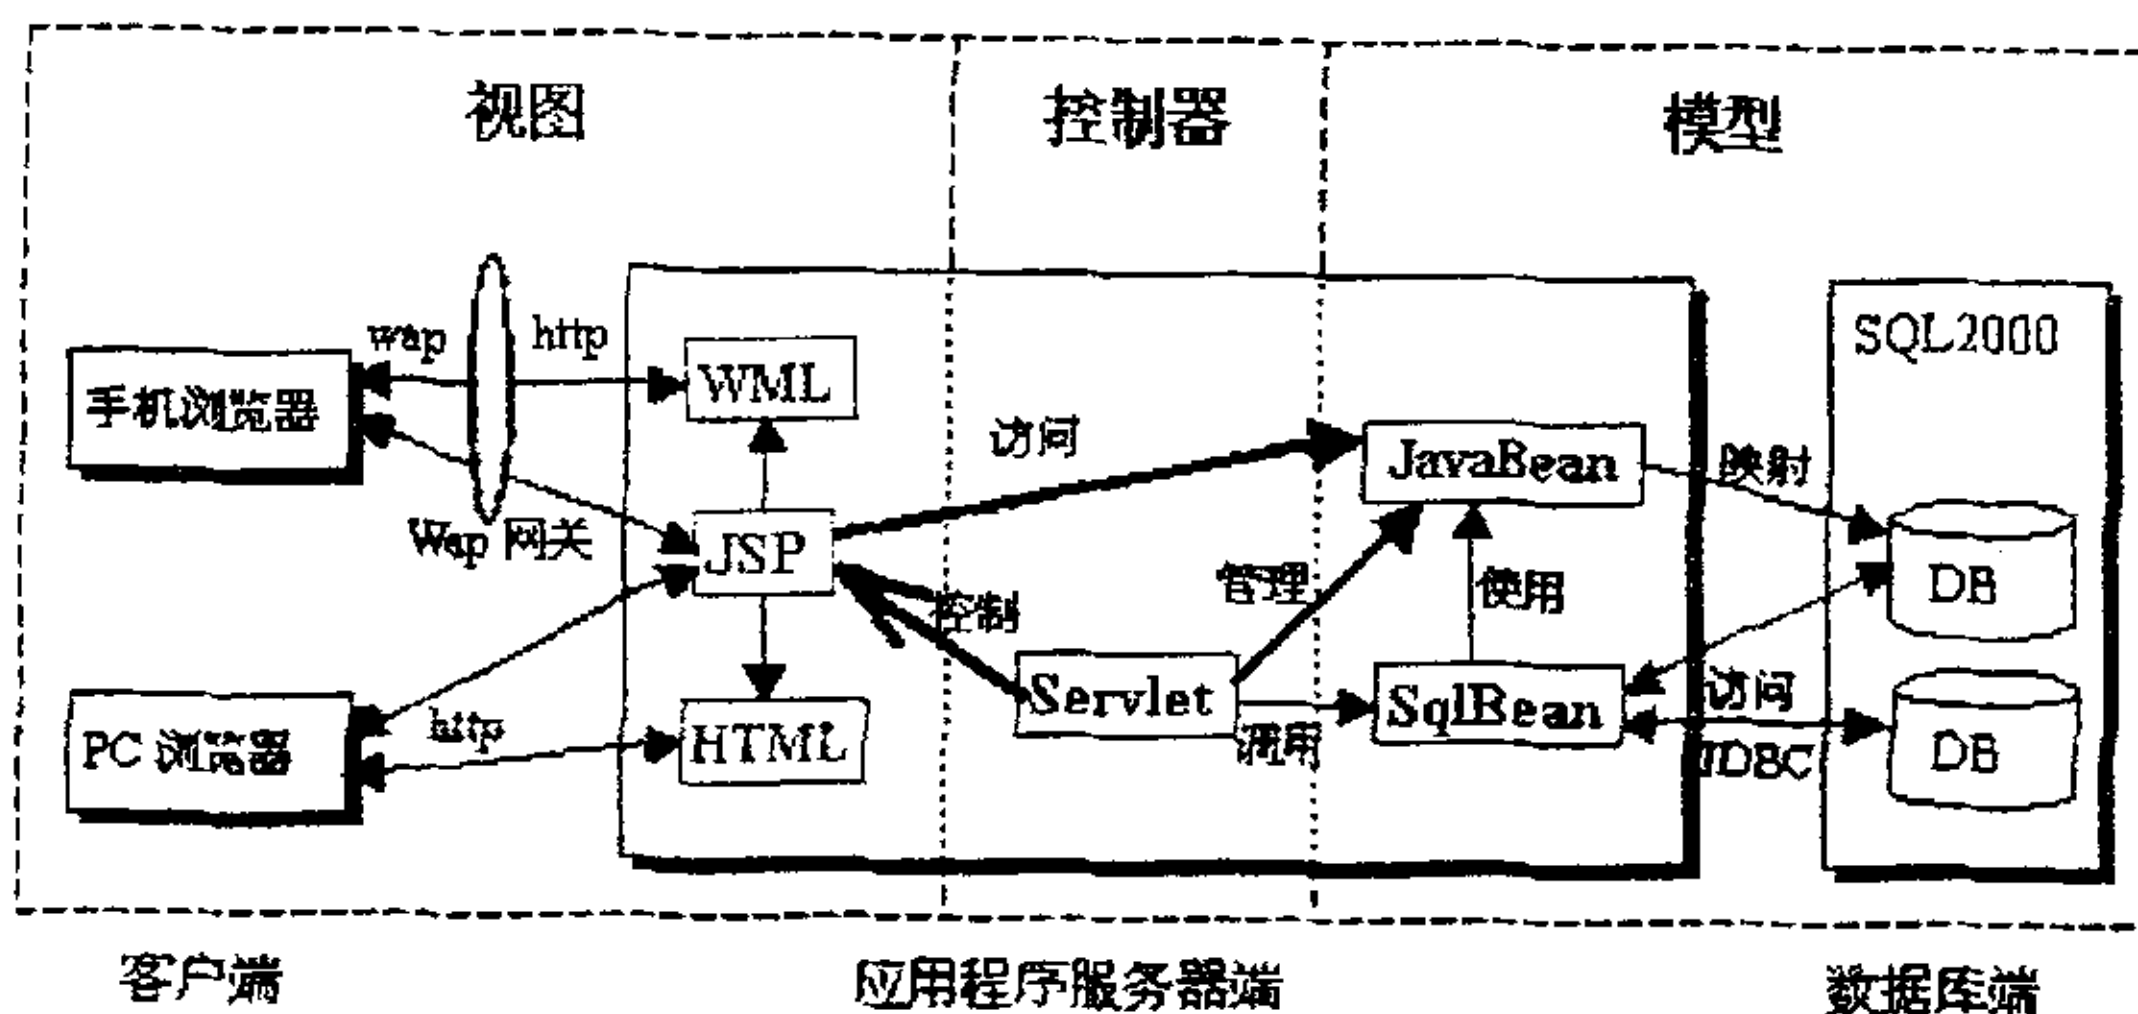 视图
控制器
模型
SQL2000
wap
http
WML
手机浏览器
访问
JavaBean
映射
Wap 网关
JSP
DB
控制
管理
使用
Servlet
SqlBean
访问
PC 浏览器
http
HTML
调用
JDBC
DB
客户端
应用程序服务器端
数据库端